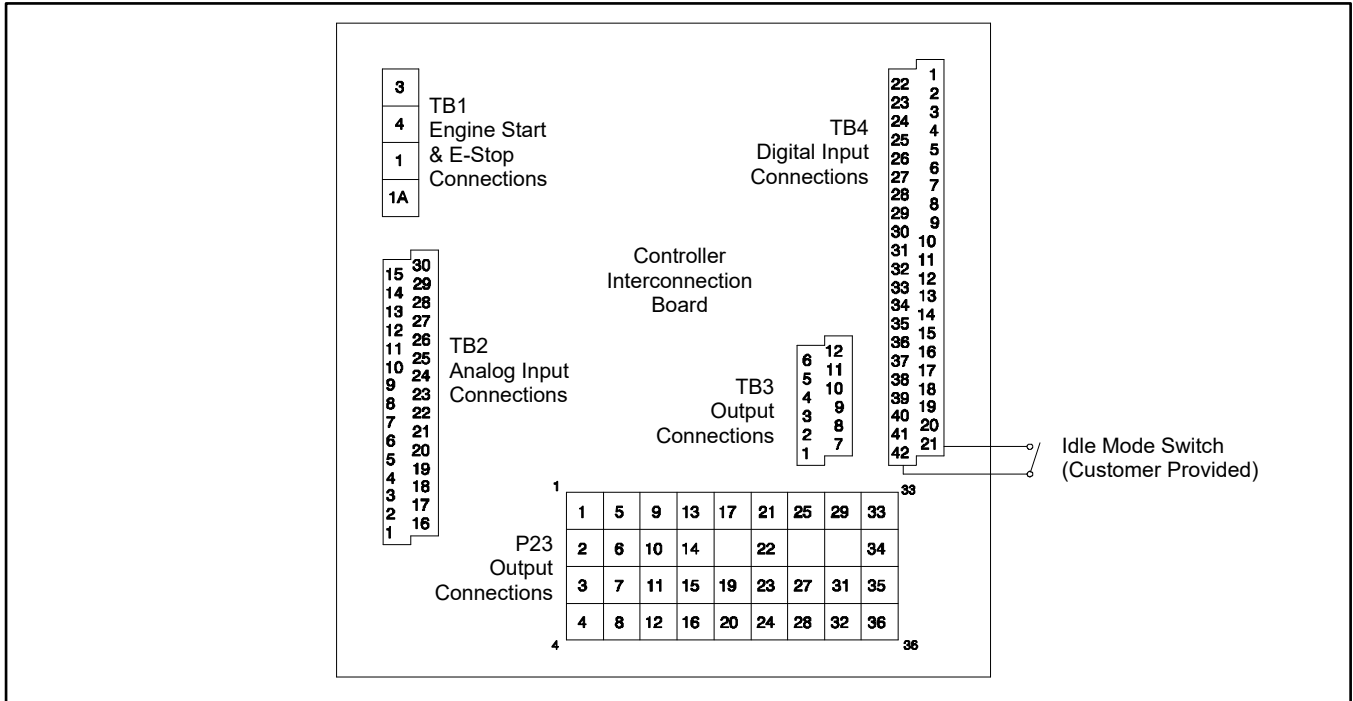 3
4
1
1A
TB1
Engine Start
& E-Stop
Connections
TB4
Digital Input
Connections
22 1
23 2
24 3
25 4
26 5
27 6
28 7
29 8
30 9
31 10
32 11
33 12
34 13
35 14
36 15
37 16
38 17
39 18
40 19
41 20
42 21
Controller
Interconnection
Board
15 30
14 29
13 28
12 27
11 26
10 25
9 24
8 23
7 22
6 21
5 20
4 19
3 18
2 17
1 16
TB2
Analog Input
Connections
TB3
Output
Connections
6 12
5 11
4 10
3 9
2 8
1 7
Idle Mode Switch
(Customer Provided)
1 33
P23
Output
Connections
1 5 9 13 17 21 25 29 33
2 6 10 14 22 34
3 7 11 15 19 23 27 31 35
4 8 12 16 20 24 28 32 36
4 36